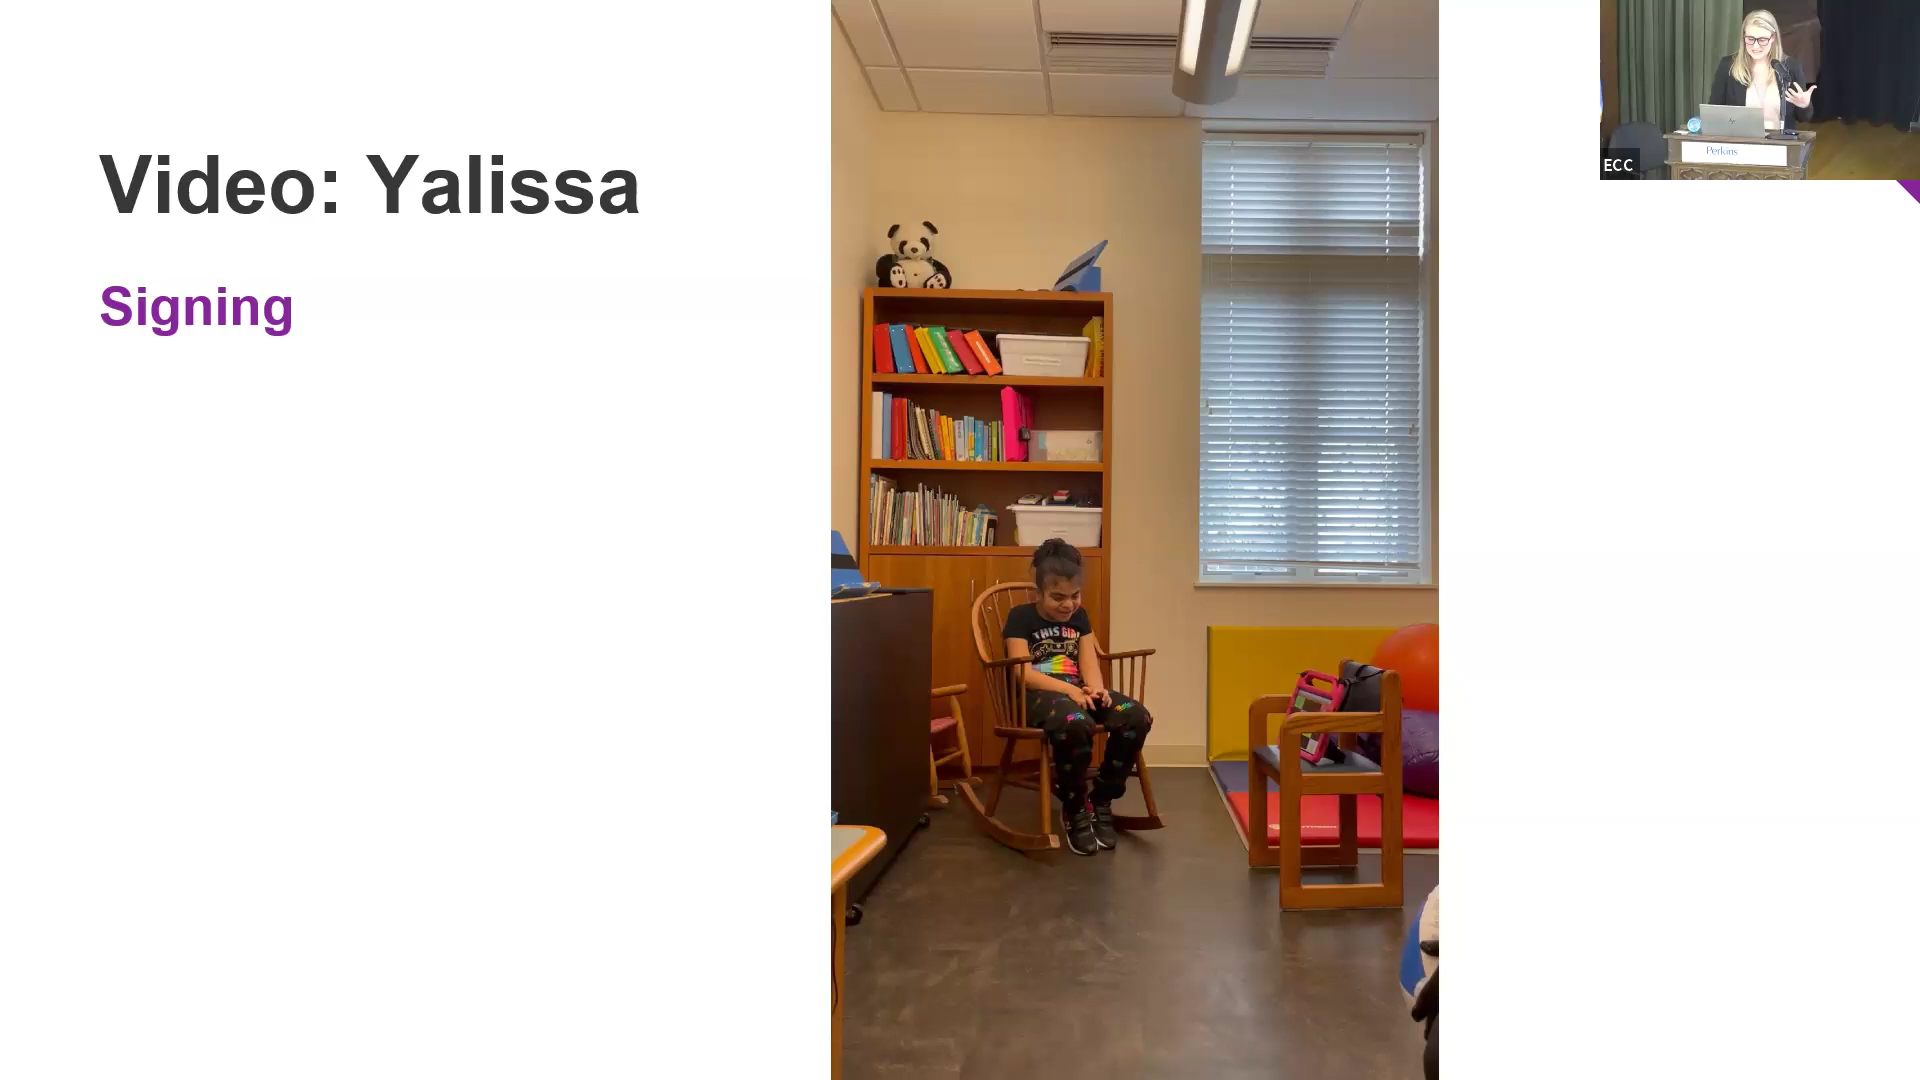 Video: Yalissa
Signing
THIS GIRL
Perkins
ECC